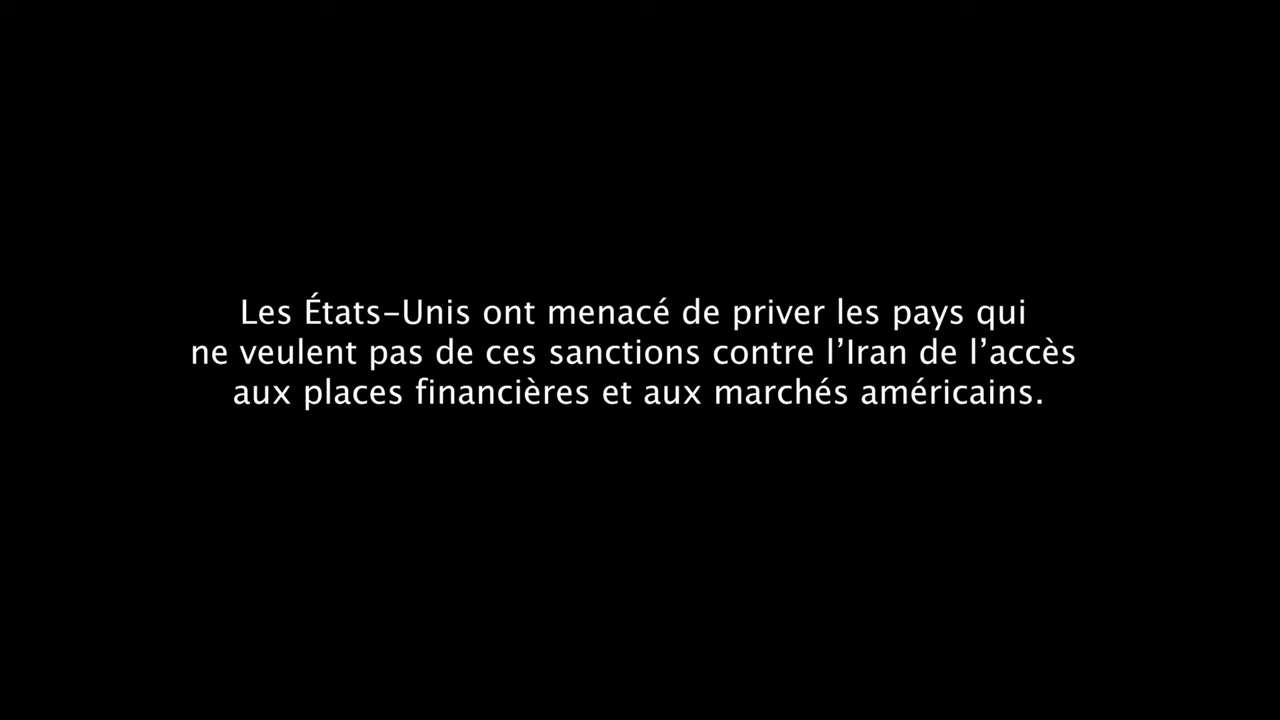 Les États-Unis ont menacé de priver les pays qui
ne veulent pas de ces sanctions contre l’Iran de l’accès
aux places financières et aux marchés américains.